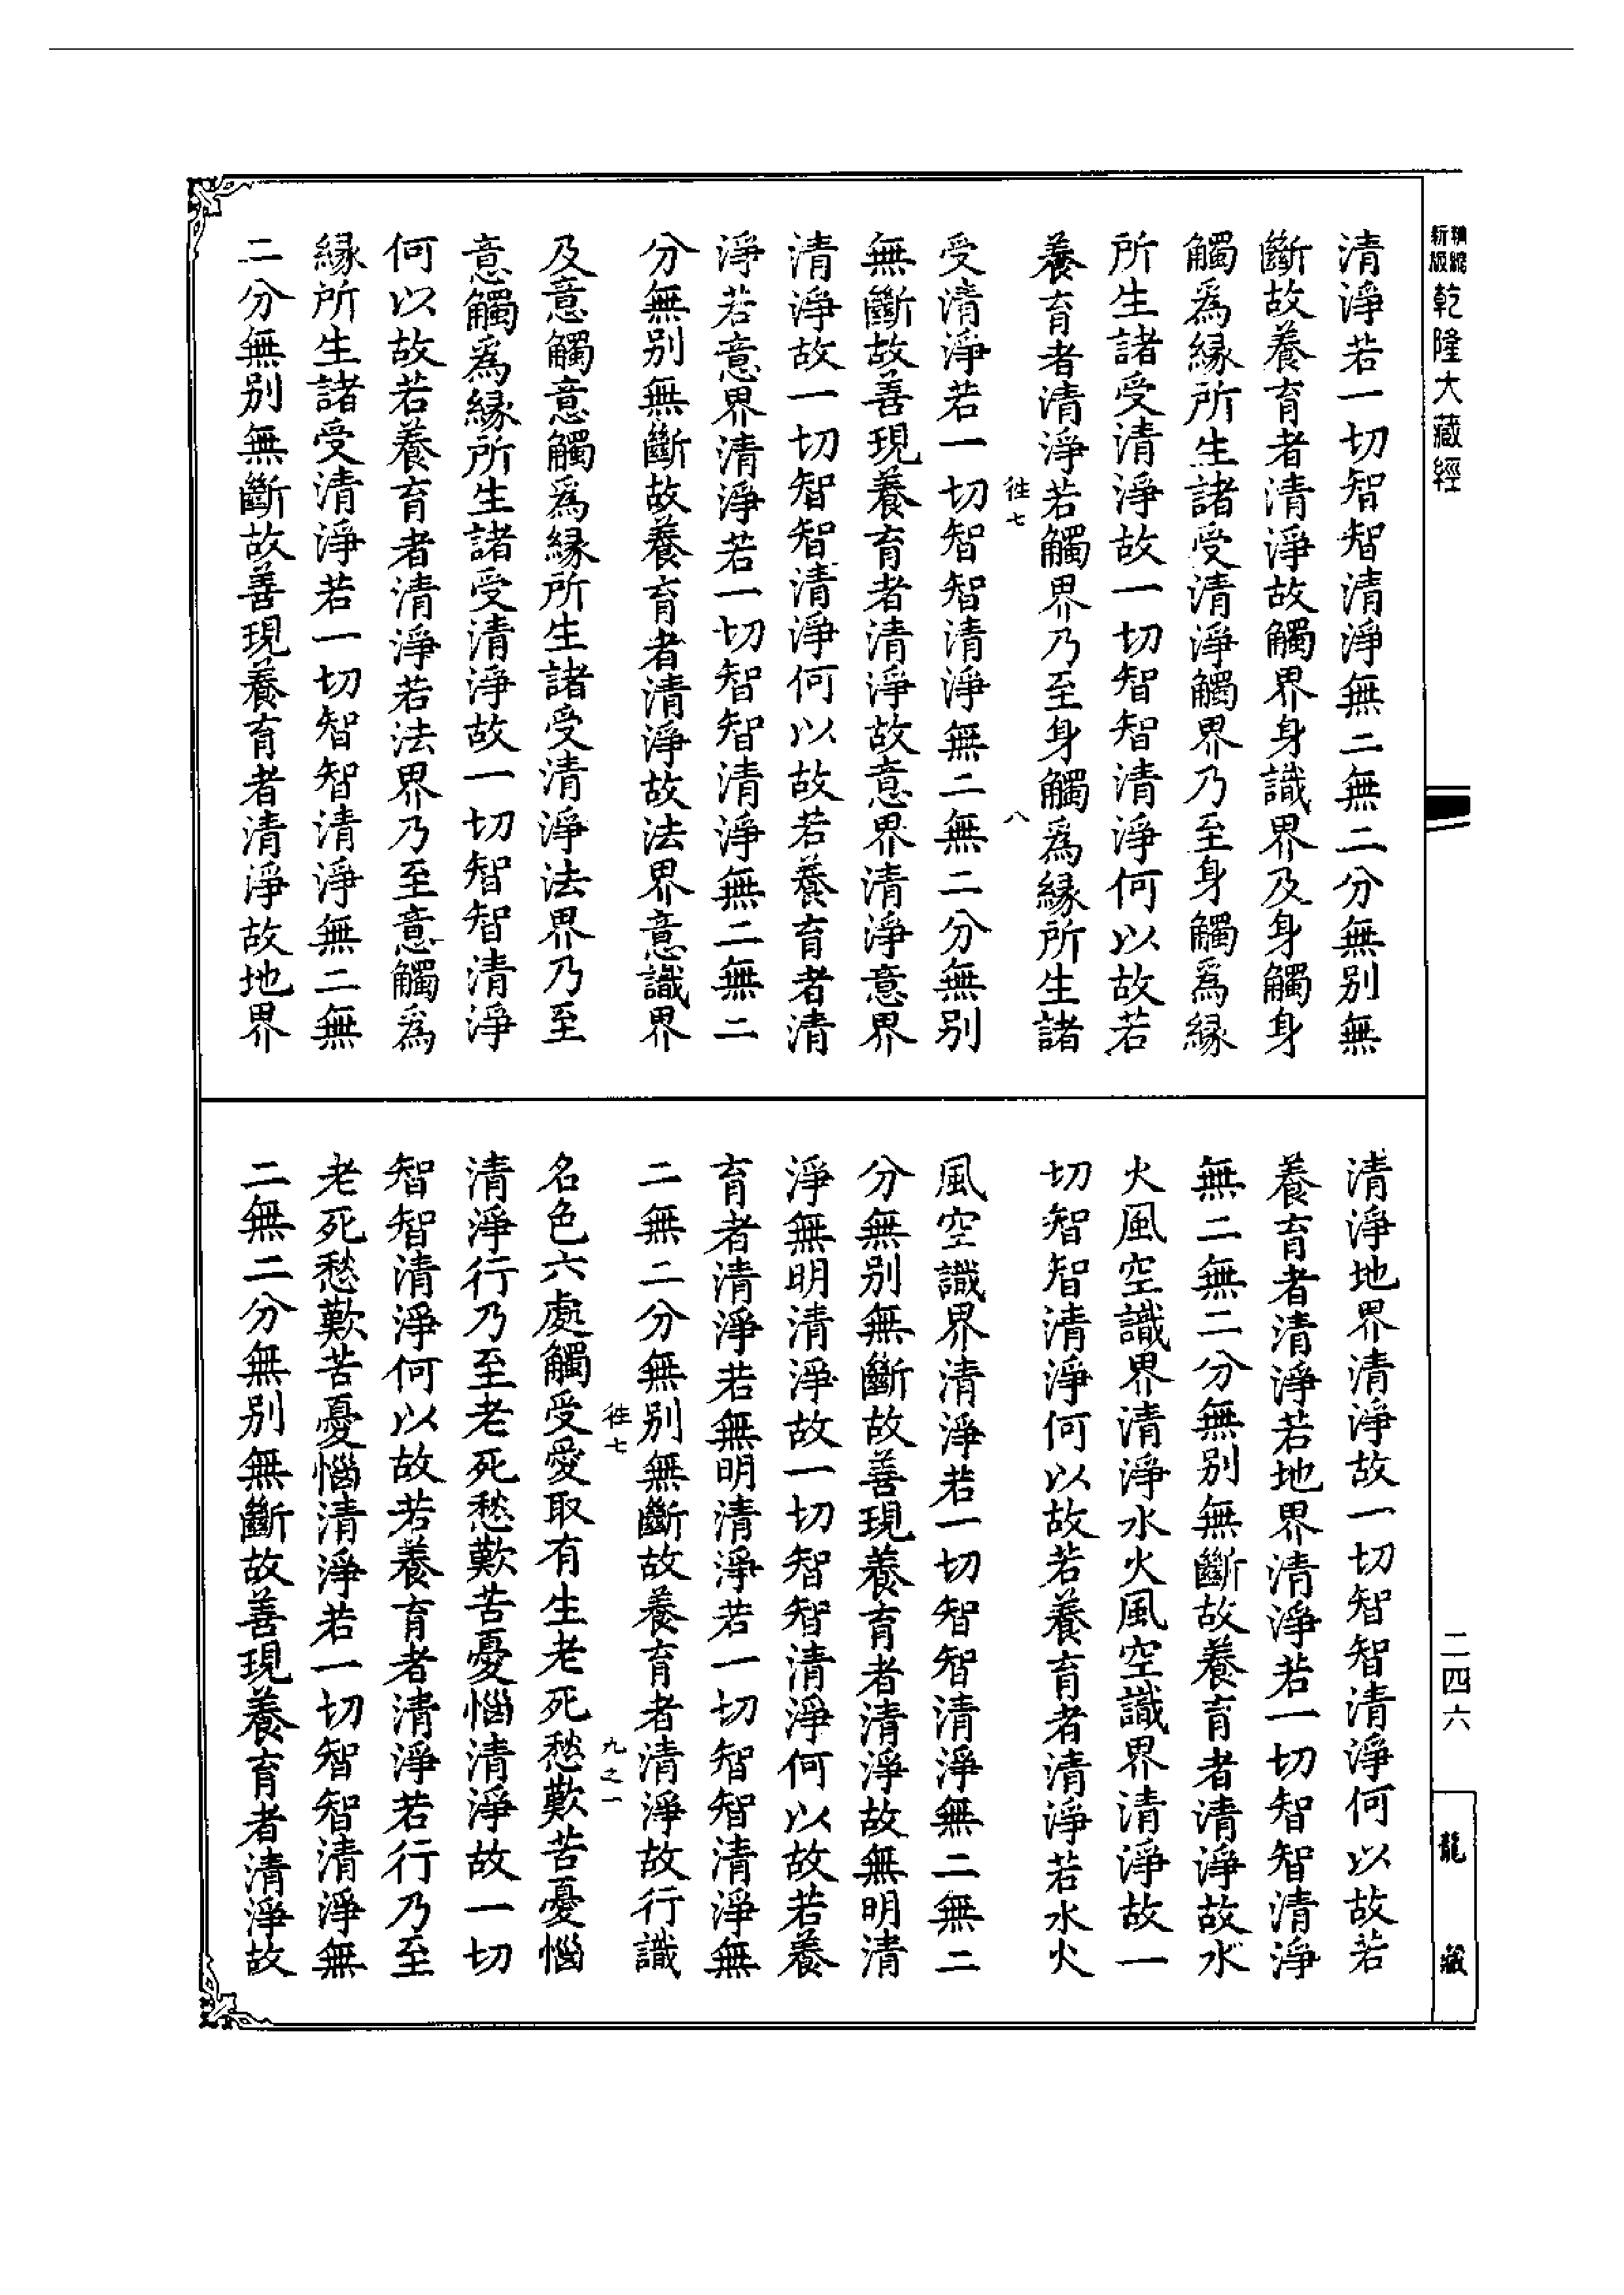 新版精縮乾隆大藏經
清淨若一切智智清淨無二無二分無別無
斷故養育者清淨故觸界身識界及身觸身
觸爲緣所生諸受清淨觸界乃至身觸爲緣
所生諸受清淨故一切智智清淨何以故若
養育者清淨若觸界乃至身觸爲緣所生諸
往七 八
受清淨若一切智智清淨無二無二分無別
無斷故善現養育者清淨故意界清淨意界
清淨故一切智智清淨何以故若養育者清
淨若意界清淨若一切智智清淨無二無二
分無別無斷故養育者清淨故法界意識界
及意觸意觸爲緣所生諸受清淨法界乃至
意觸爲緣所生諸受清淨故一切智智清淨
何以故若養育者清淨若法界乃至意觸爲
緣所生諸受清淨若一切智智清淨無二無
二分無別無斷故善現養育者清淨故地界
清淨地界清淨故一切智智清淨何以故若
養育者清淨若地界清淨若一切智智清淨
無二無二分無別無斷故養育者清淨故水
火風空識界清淨水火風空識界清淨故一
切智智清淨何以故若養育者清淨若水火
風空識界清淨若一切智智清淨無二無二
分無別無斷故善現養育者清淨故無明清
淨無明清淨故一切智智清淨何以故若養
育者清淨若無明清淨若一切智智清淨無
二無二分無別無斷故養育者清淨故行識
往七 九之一
名色六處觸受愛取有生老死愁歎苦憂惱
清淨行乃至老死愁歎苦憂惱清淨故一切
智智清淨何以故若養育者清淨若行乃至
老死愁歎苦憂惱清淨若一切智智清淨無
二無二分無別無斷故善現養育者清淨故
二四六
龍藏